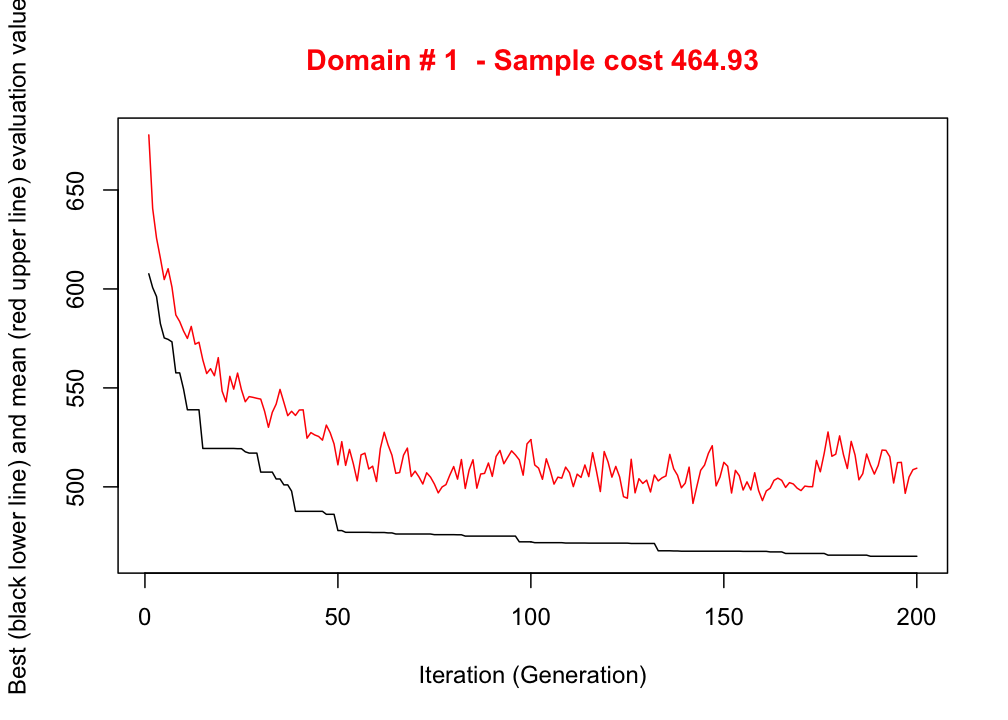 Domain # 1  - Sample cost 464.93
Best (black lower line) and mean (red upper line) evaluation value
650
600
550
500
0 50 100 150 200
Iteration (Generation)